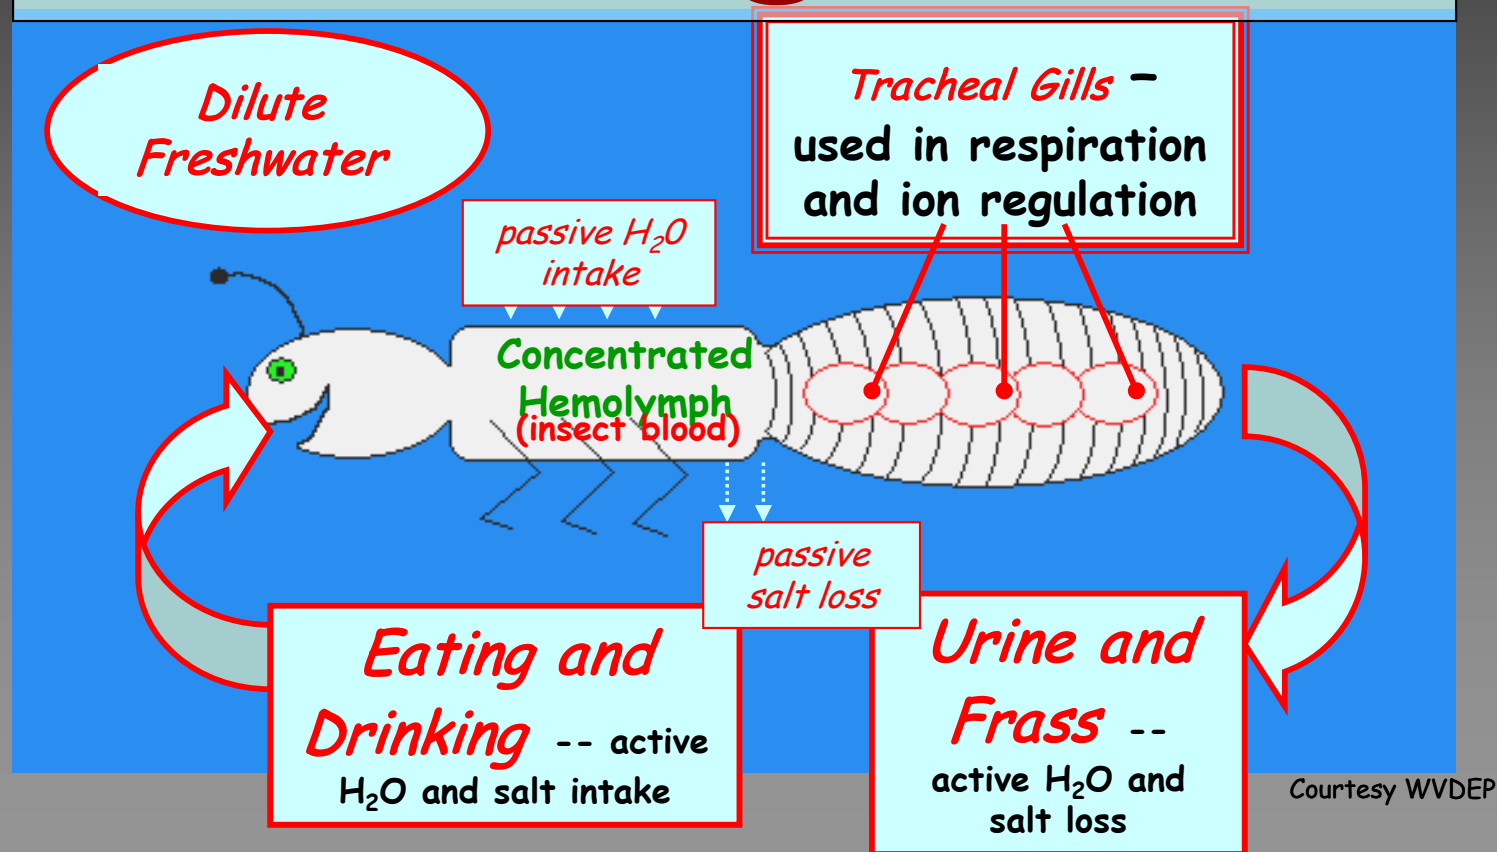 Dilute
Freshwater
Tracheal Gills –
used in respiration
and ion regulation
passive H₂0
intake
Concentrated
Hemolymph
(insect blood)
passive
salt loss
Eating and
Drinking -- active
H₂O and salt intake
Urine and
Frass --
active H₂O and
salt loss
Courtesy WVDEP